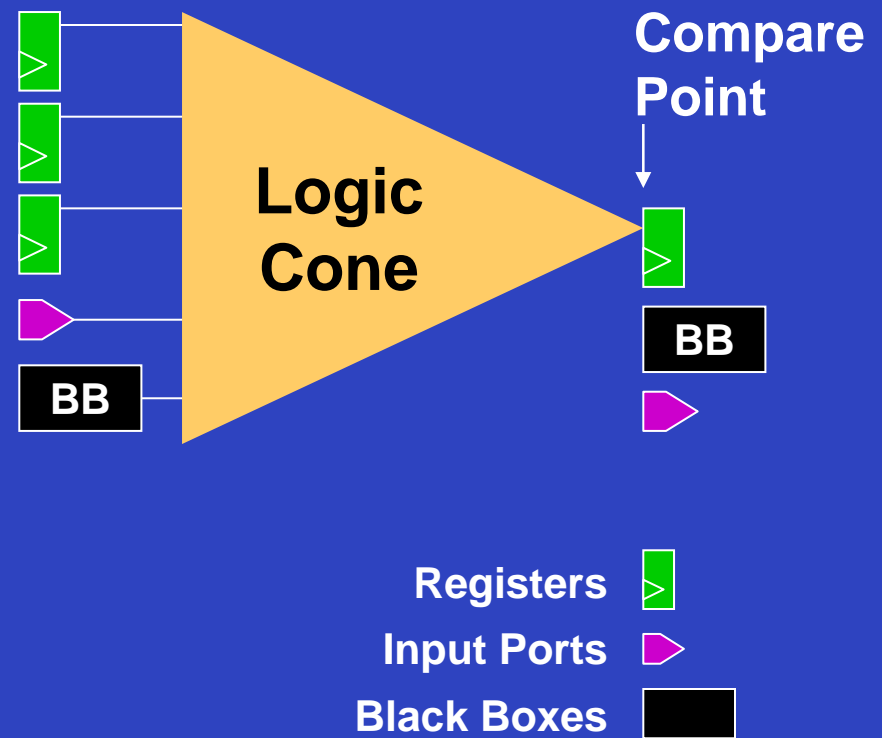 Compare
Point
Logic
Cone
BB
BB
Registers
Input Ports
Black Boxes